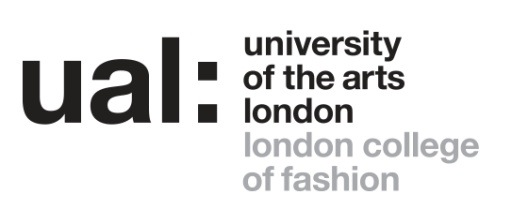 ual:
university
of the arts
london
london college
of fashion